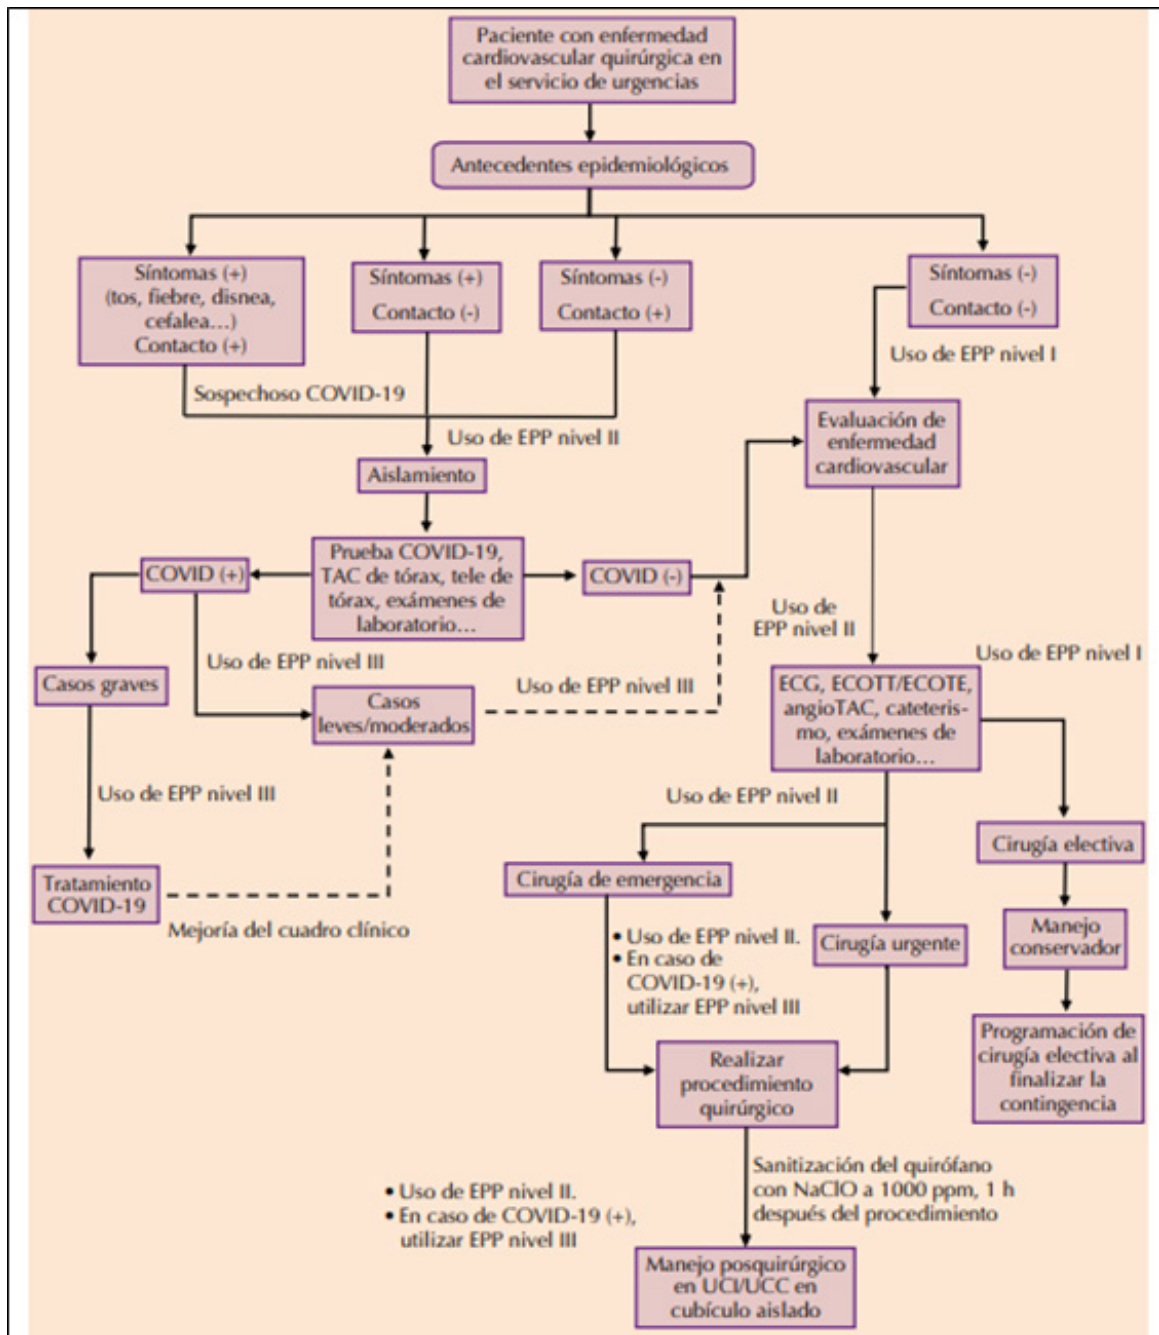 Paciente con enfermedad
cardiovascular quirúrgica en
el servicio de urgencias
Antecedentes epidemiológicos
Síntomas (+)
(tos, fiebre, disnea,
cefalea...)
Contacto (+)
Síntomas (+)
Contacto (-)
Síntomas (-)
Contacto (+)
Síntomas (-)
Contacto (-)
Uso de EPP nivel I
Sospechoso COVID-19
Uso de EPP nivel II
Evaluación de
enfermedad
cardiovascular
Aislamiento
Prueba COVID-19,
TAC de tórax, tele de
tórax, exámenes de
laboratorio...
COVID (+)
COVID (-)
Uso de
EPP nivel II
Uso de EPP nivel I
Uso de EPP nivel III
Casos graves
Casos
leves/moderados
Uso de EPP nivel III
ECG, ECOTT/ECOTE,
angioTAC, cateteris-
mo, exámenes de
laboratorio...
Uso de EPP nivel III
Uso de EPP nivel II
Cirugía electiva
Cirugía de emergencia
Tratamiento
COVID-19
Mejoría del cuadro clínico
• Uso de EPP nivel II.
• En caso de
COVID-19 (+),
utilizar EPP nivel III
Cirugía urgente
Manejo
conservador
Realizar
procedimiento
quirúrgico
Programación de
cirugía electiva al
finalizar la
contingencia
Sanitización del quirófano
con NaClO a 1000 ppm, 1 h
después del procedimiento
• Uso de EPP nivel II.
• En caso de COVID-19 (+),
utilizar EPP nivel III
Manejo posquirúrgico
en UCI/UCC en
cubículo aislado